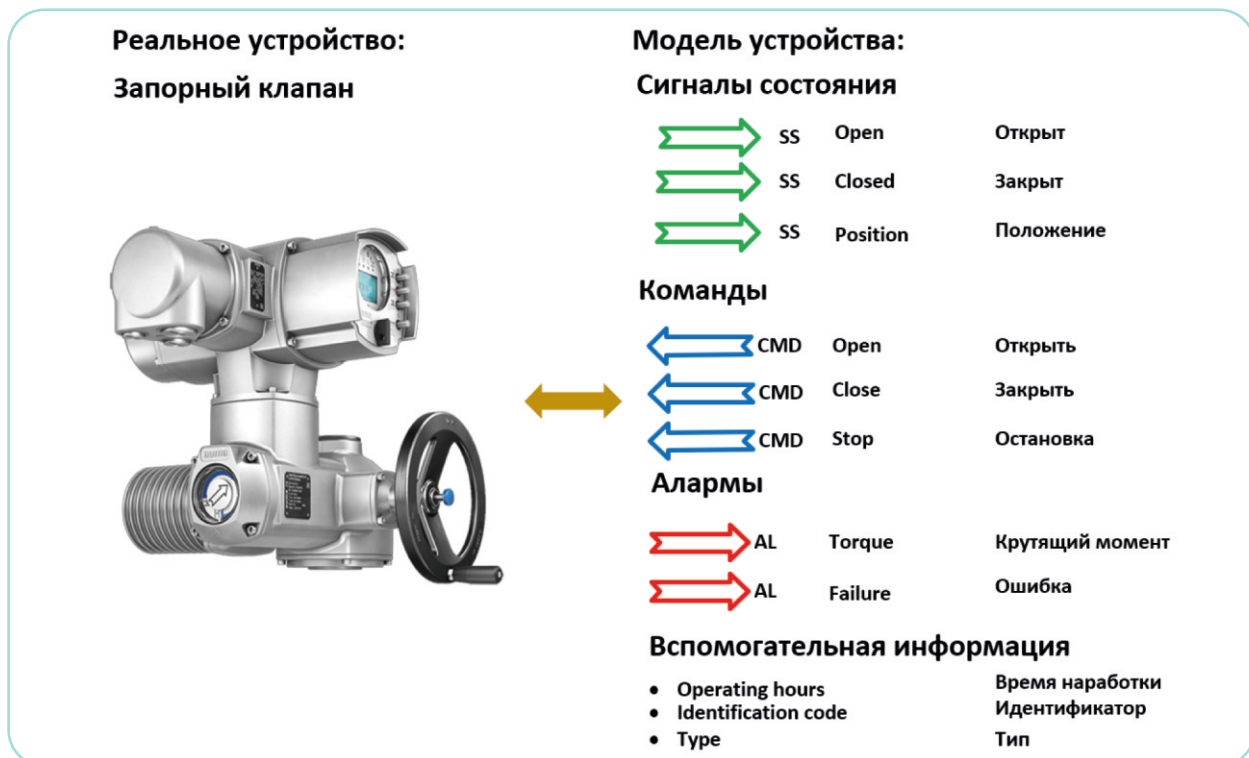 Реальное устройство:
Запорный клапан
Модель устройства:
Сигналы состояния
SS Open Открыт
SS Closed Закрыт
SS Position Положение
Команды
CMD Open Открыть
CMD Close Закрыть
CMD Stop Остановка
Алармы
AL Torque Крутящий момент
AL Failure Ошибка
Вспомогательная информация
• Operating hours Время наработки
• Identification code Идентификатор
• Type Тип